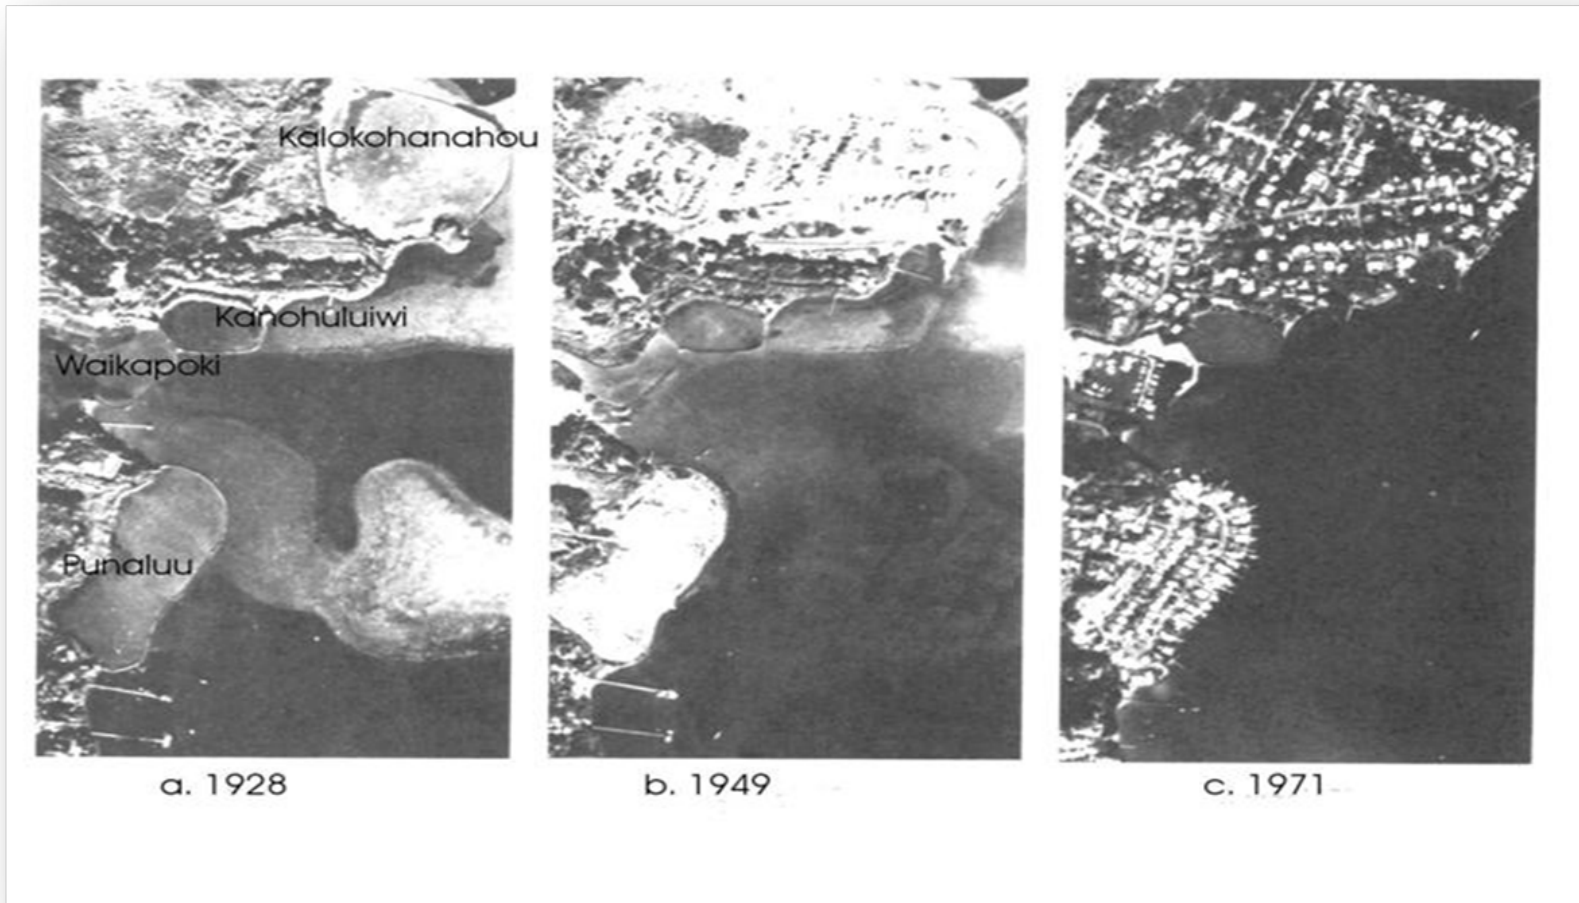 Kalokohanahou
Kanohuluiwi
Waikapoki
Punaluu
a. 1928
b. 1949
c. 1971